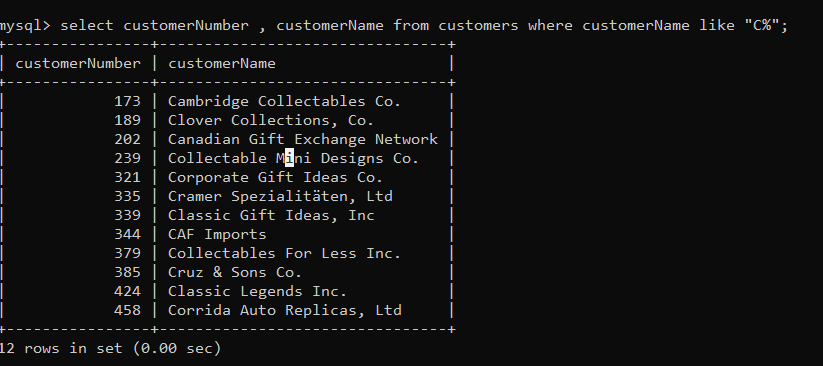 mysql> select customerNumber , customerName from customers where customerName like "C%";
+----------------+--------------------------------+
| customerNumber | customerName                   |
+----------------+--------------------------------+
|            173 | Cambridge Collectables Co.     |
|            189 | Clover Collections, Co.        |
|            202 | Canadian Gift Exchange Network |
|            239 | Collectable Mini Designs Co.   |
|            321 | Corporate Gift Ideas Co.       |
|            335 | Cramer Spezialitäten, Ltd      |
|            339 | Classic Gift Ideas, Inc        |
|            344 | CAF Imports                    |
|            379 | Collectables For Less Inc.     |
|            385 | Cruz & Sons Co.                |
|            424 | Classic Legends Inc.           |
|            458 | Corrida Auto Replicas, Ltd     |
+----------------+--------------------------------+
12 rows in set (0.00 sec)